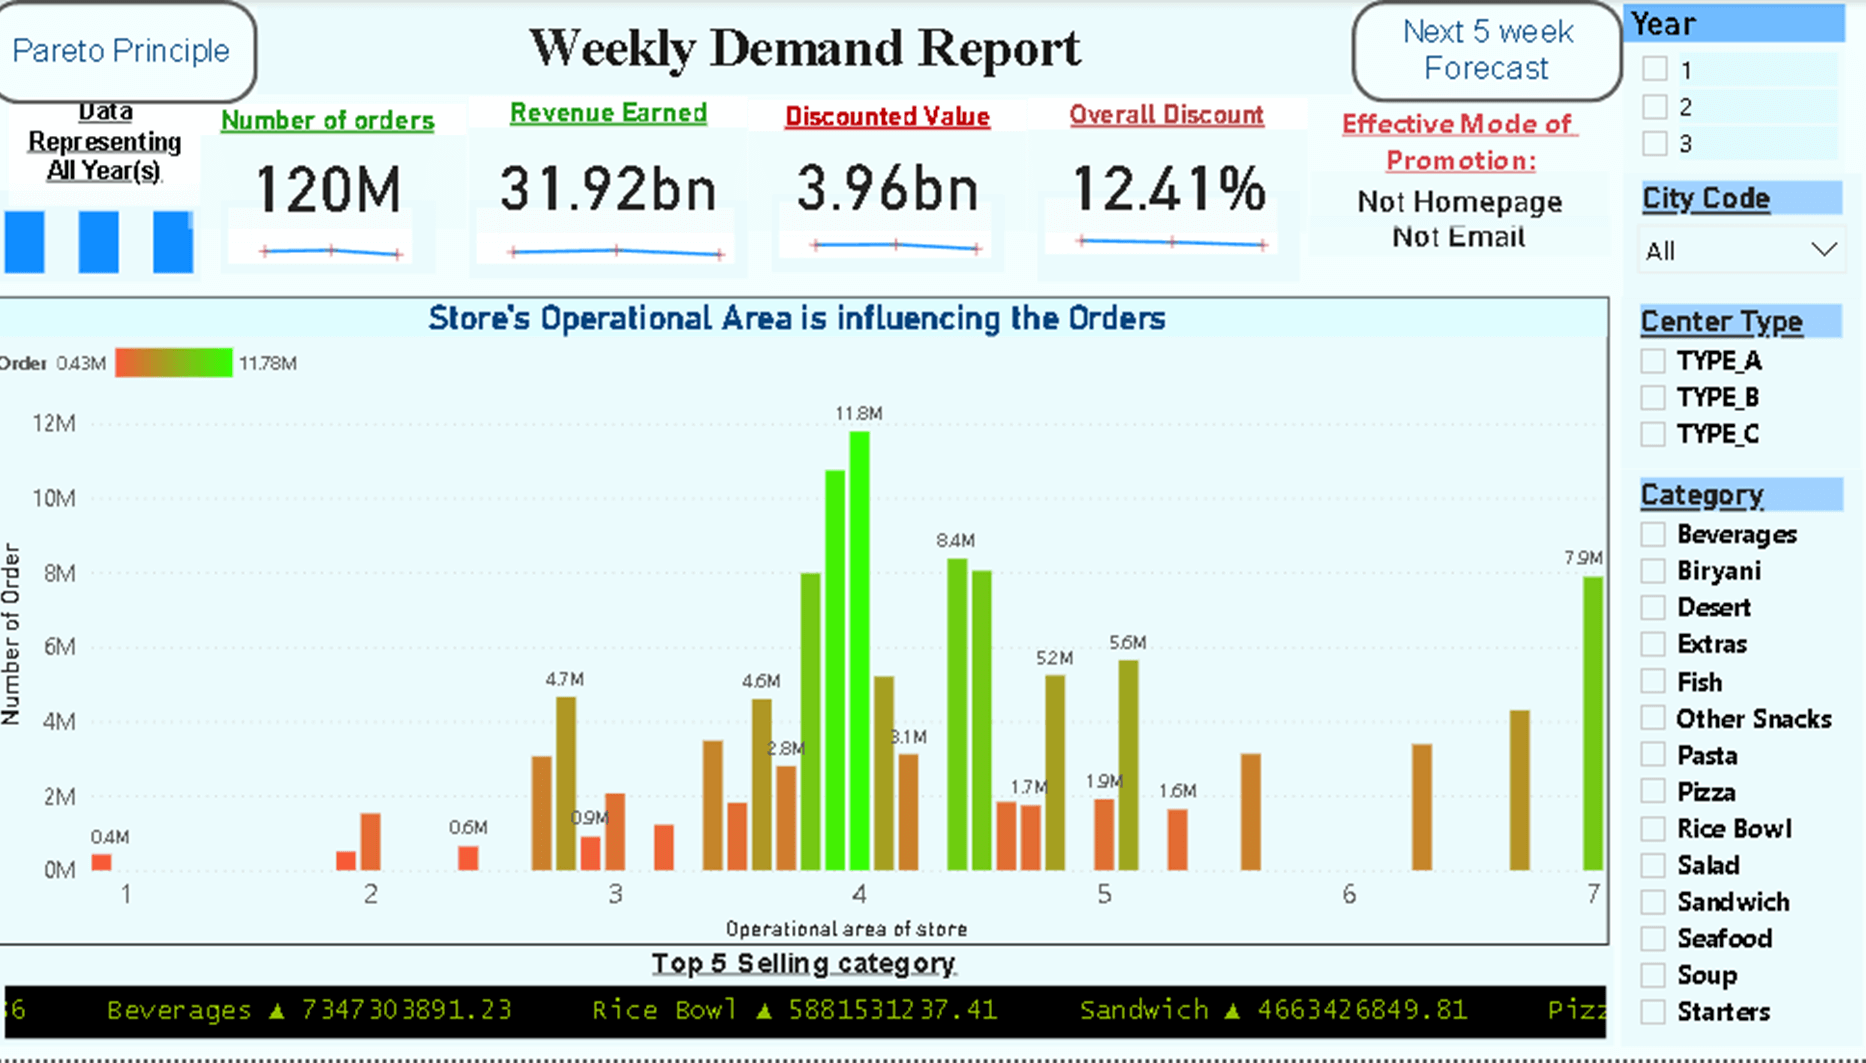 Pareto Principle
Weekly Demand Report
Next 5 week
Forecast
Data
Representing
All Year(s)
Number of orders
120M
Revenue Earned
31.92bn
Discounted Value
3.96bn
Overall Discount
12.41%
Effective Mode of
Promotion:
Not Homepage
Not Email
Store's Operational Area is influencing the Orders
Order 0.43M 11.78M
Number of Order
12M
10M
8M
6M
4M
2M
0M
0.4M
0.6M
4.7M
0.9M
4.6M
2.8M
11.8M
3.1M
8.4M
1.7M
5.2M
1.9M
5.6M
1.6M
7.9M
1 2 3 4 5 6 7
Operational area of store
Top 5 Selling category
6 Beverages ▲ 7347303891.23 Rice Bowl ▲ 5881531237.41 Sandwich ▲ 4663426849.81 Pizz
Year
1
2
3
City Code
All
Center Type
TYPE_A
TYPE_B
TYPE_C
Category
Beverages
Biryani
Desert
Extras
Fish
Other Snacks
Pasta
Pizza
Rice Bowl
Salad
Sandwich
Seafood
Soup
Starters